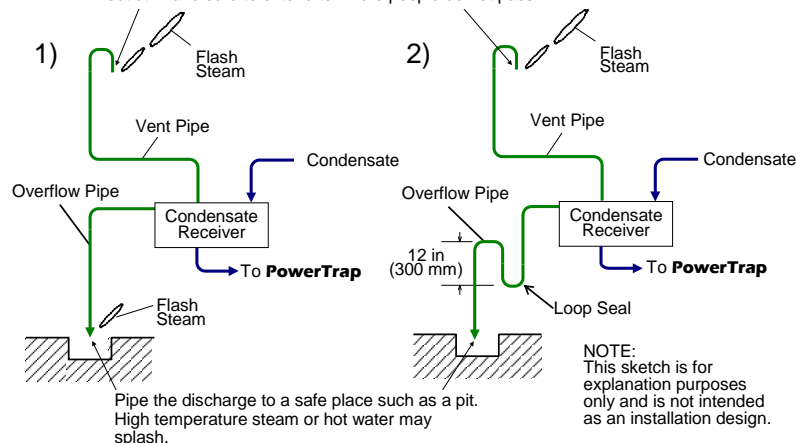 1)
Flash
Steam
Vent Pipe
Condensate
Overflow Pipe
Condensate
Receiver
To PowerTrap
Flash
Steam
2)
Flash
Steam
Vent Pipe
Condensate
Overflow Pipe
Condensate
Receiver
12 in
(300 mm)
To PowerTrap
Loop Seal
Pipe the discharge to a safe place such as a pit.
High temperature steam or hot water may
splash.
NOTE:
This sketch is for
explanation purposes
only and is not intended
as an installation design.